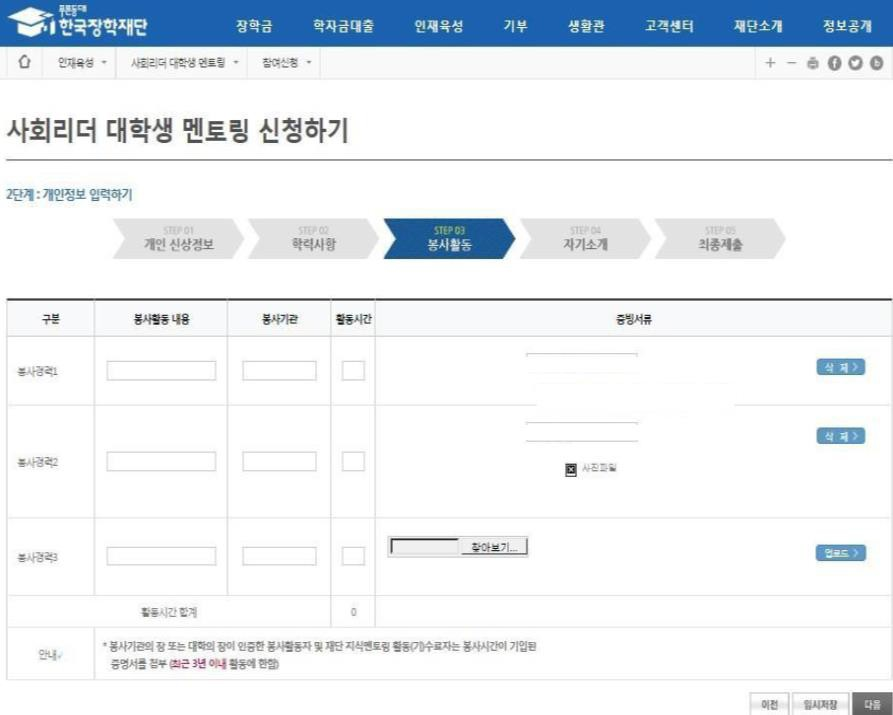 푸른등대
한국장학재단
장학금 학자금대출 인재육성 기부 생활관 고객센터 재단소개 정보공개
인재육성 사회리더 대학생 멘토링 참여신청
사회리더 대학생 멘토링 신청하기
2단계 : 개인정보 입력하기
STEP 01 STEP 02 STEP 03 STEP 04 STEP 05
개인 신상정보 학력사항 봉사활동 자기소개 최종제출
구분 봉사활동 내용 봉사기관 활동시간 증빙서류
봉사경력1 삭 제 >
봉사경력2 삭 제 >
사진파일
봉사경력3 찾아보기... 업로드 >
활동시간 합계 0
안내 * 봉사기관의 장 또는 대학의 장이 인증한 봉사활동자 및 재단 지식멘토링 활동(기)수료자는 봉사시간이 기입된
증명서를 첨부 (최근 3년 이내 활동에 한함)
이전 임시저장 다음